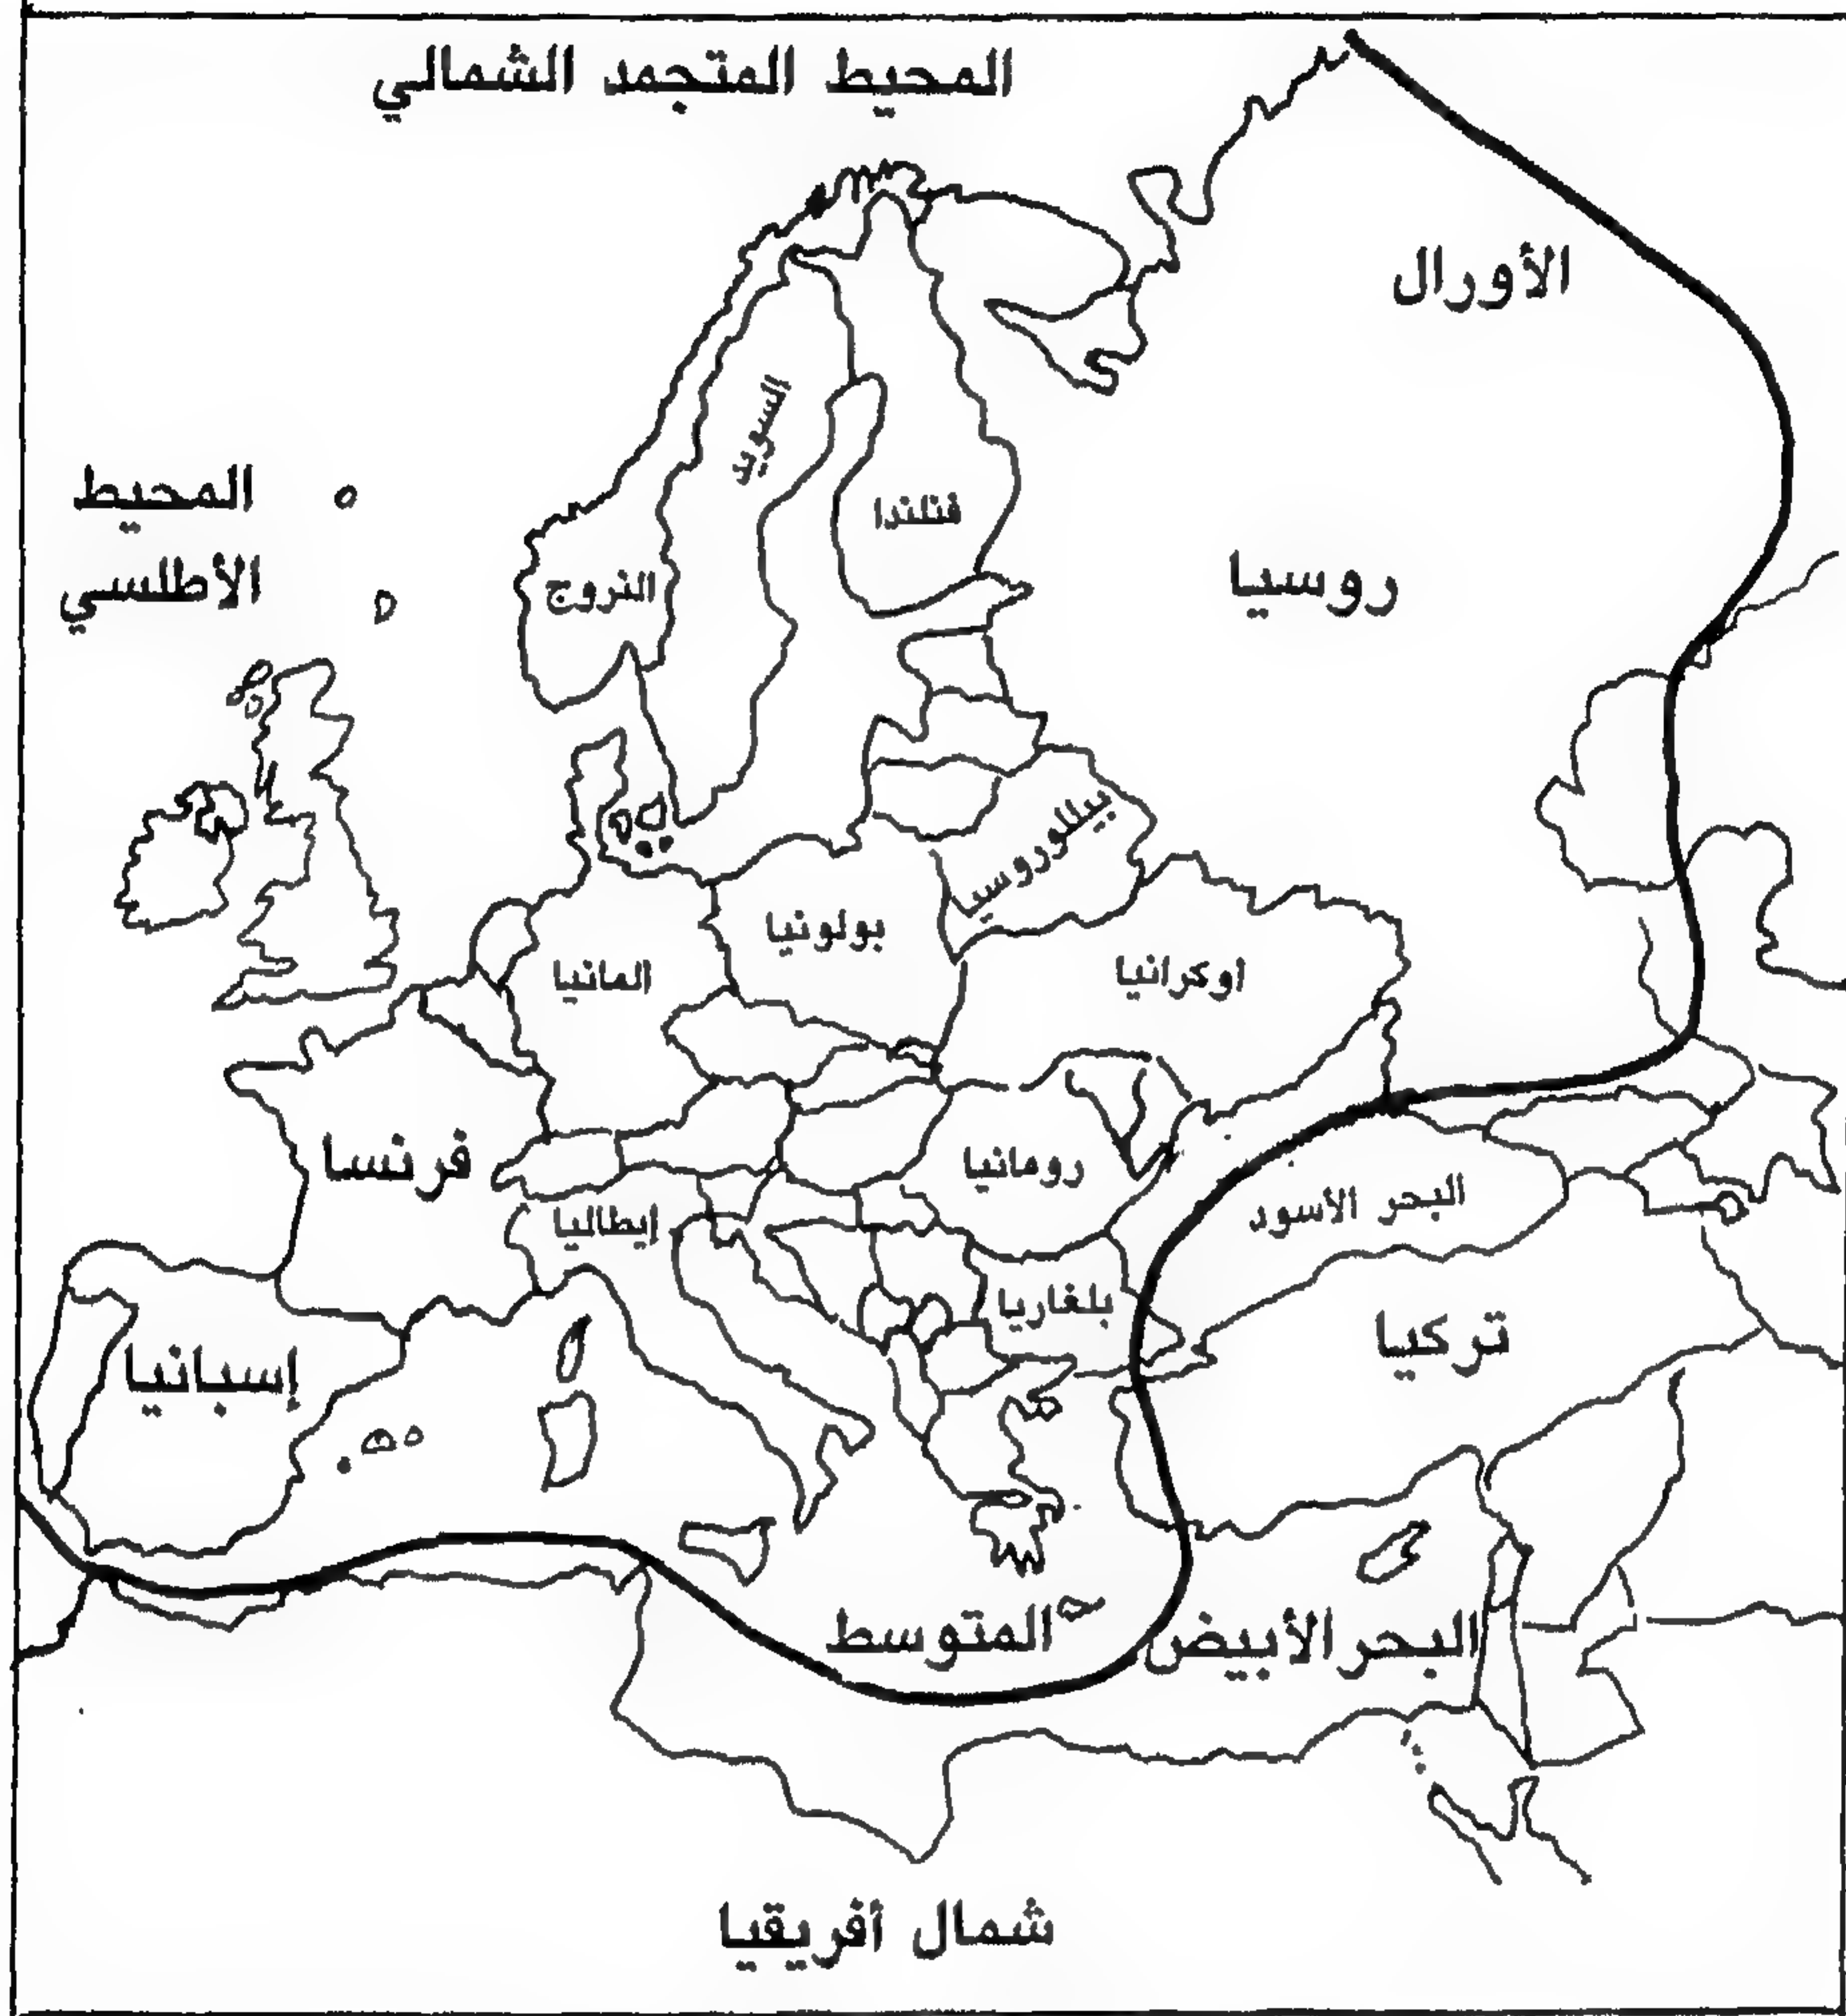 المحيط المتجمد الشمالي
الأورال
السويد
المحيط
الأطلسي
فنلندا
النروج
روسيا
بيلوروسيا
بولونيا
المانيا
اوكرانيا
فرنسا
رومانيا
البحر الأسود
إيطاليا
بلغاريا
تركيا
إسبانيا
البحر الأبيض المتوسط
شمال أفريقيا